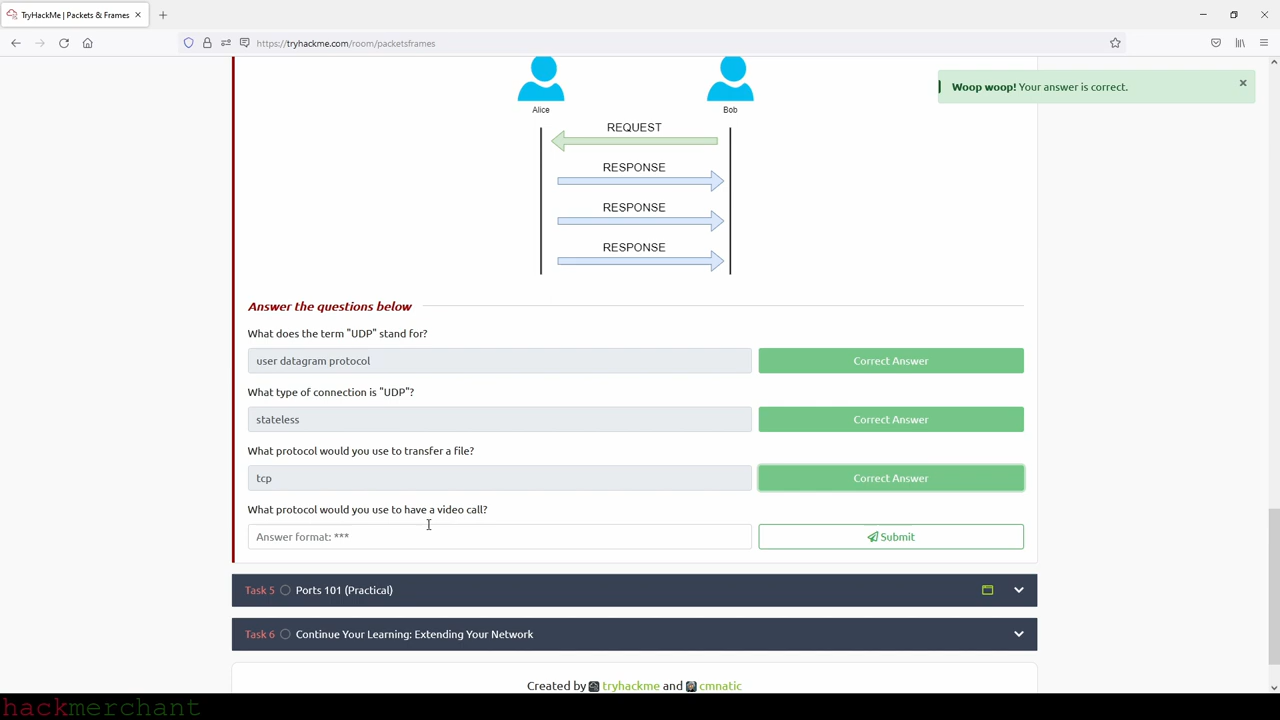 TryHackMe | Packets & Frames
https://tryhackme.com/room/packetsframes
Woop woop! Your answer is correct.
Alice
Bob
REQUEST
RESPONSE
RESPONSE
RESPONSE
Answer the questions below
What does the term "UDP" stand for?
user datagram protocol
Correct Answer
What type of connection is "UDP"?
stateless
Correct Answer
What protocol would you use to transfer a file?
tcp
Correct Answer
What protocol would you use to have a video call?
Answer format: ***
Submit
Task 5 Ports 101 (Practical)
Task 6 Continue Your Learning: Extending Your Network
Created by tryhackme and cmnatic
hackmerchant